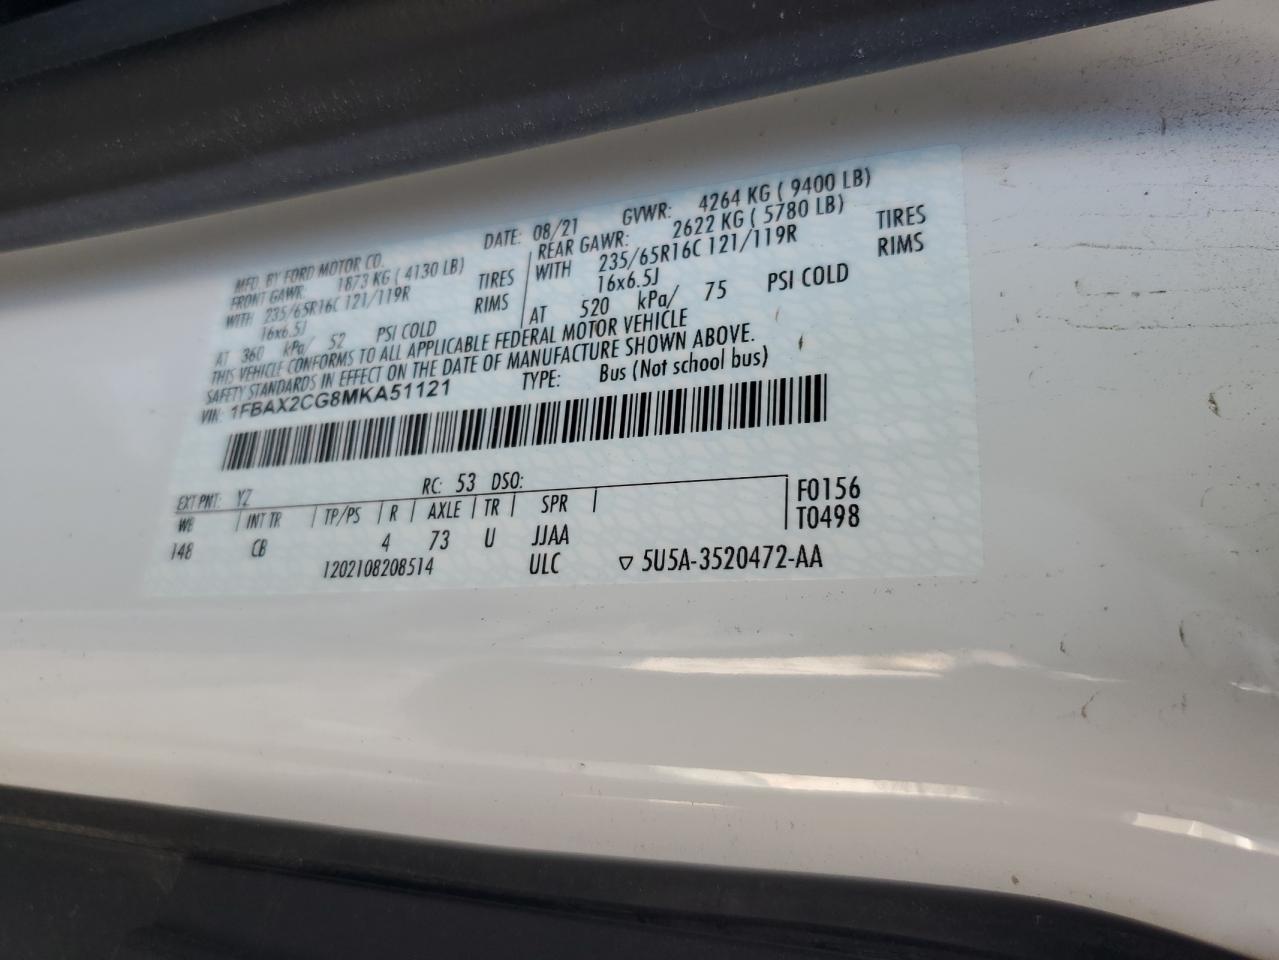 MFD. BY FORD MOTOR CO.
DATE: 08/21 GVWR: 4264 KG ( 9400 LB)
FRONT GAWR: 1873 KG ( 4130 LB)
WITH 235/65R16C 121/119R TIRES
16x6.5J RIMS
AT 360 kPa/ 52 PSI COLD
REAR GAWR: 2622 KG ( 5780 LB)
WITH 235/65R16C 121/119R TIRES
16x6.5J RIMS
AT 520 kPa/ 75 PSI COLD
THIS VEHICLE CONFORMS TO ALL APPLICABLE FEDERAL MOTOR VEHICLE
SAFETY STANDARDS IN EFFECT ON THE DATE OF MANUFACTURE SHOWN ABOVE.
VIN: 1FBAX2CG8MKA51121 TYPE: Bus (Not school bus)
EXT PNT: YZ RC: 53 DSO:
WB INT TR TP/PS R AXLE TR SPR F0156
148 CB 4 73 U JJAA T0498
1202108208514 ULC ▽ 5U5A-3520472-AA